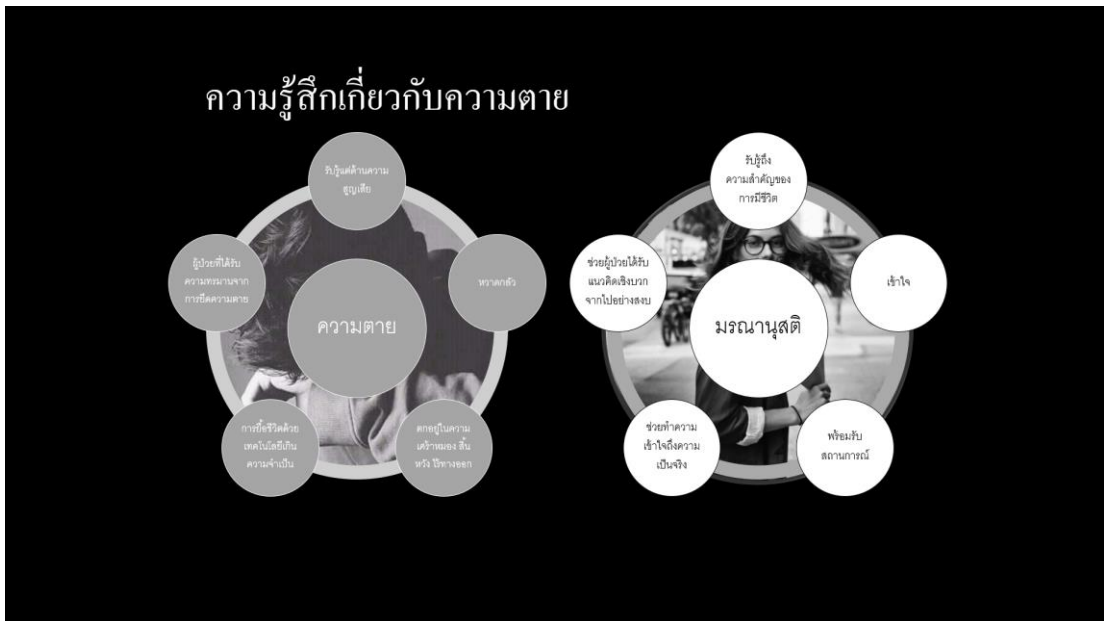 ความรู้สึกเกี่ยวกับความตาย
รับรู้แต่ด้านความ
สูญเสีย
หวาดกลัว
ตกอยู่ในความ
เศร้าหมอง สิ้น
หวัง ไร้ทางออก
การยื้อชีวิตด้วย
เทคโนโลยีเกิน
ความจำเป็น
ผู้ป่วยที่ได้รับ
ความทรมานจาก
การยึดความตาย
ความตาย
รับรู้ถึง
ความสำคัญของ
การมีชีวิต
เข้าใจ
พร้อมรับ
สถานการณ์
ช่วยทำความ
เข้าใจถึงความ
เป็นจริง
ช่วยผู้ป่วยได้รับ
แนวคิดเชิงบวก
จากไปอย่างสงบ
มรณานุสติ